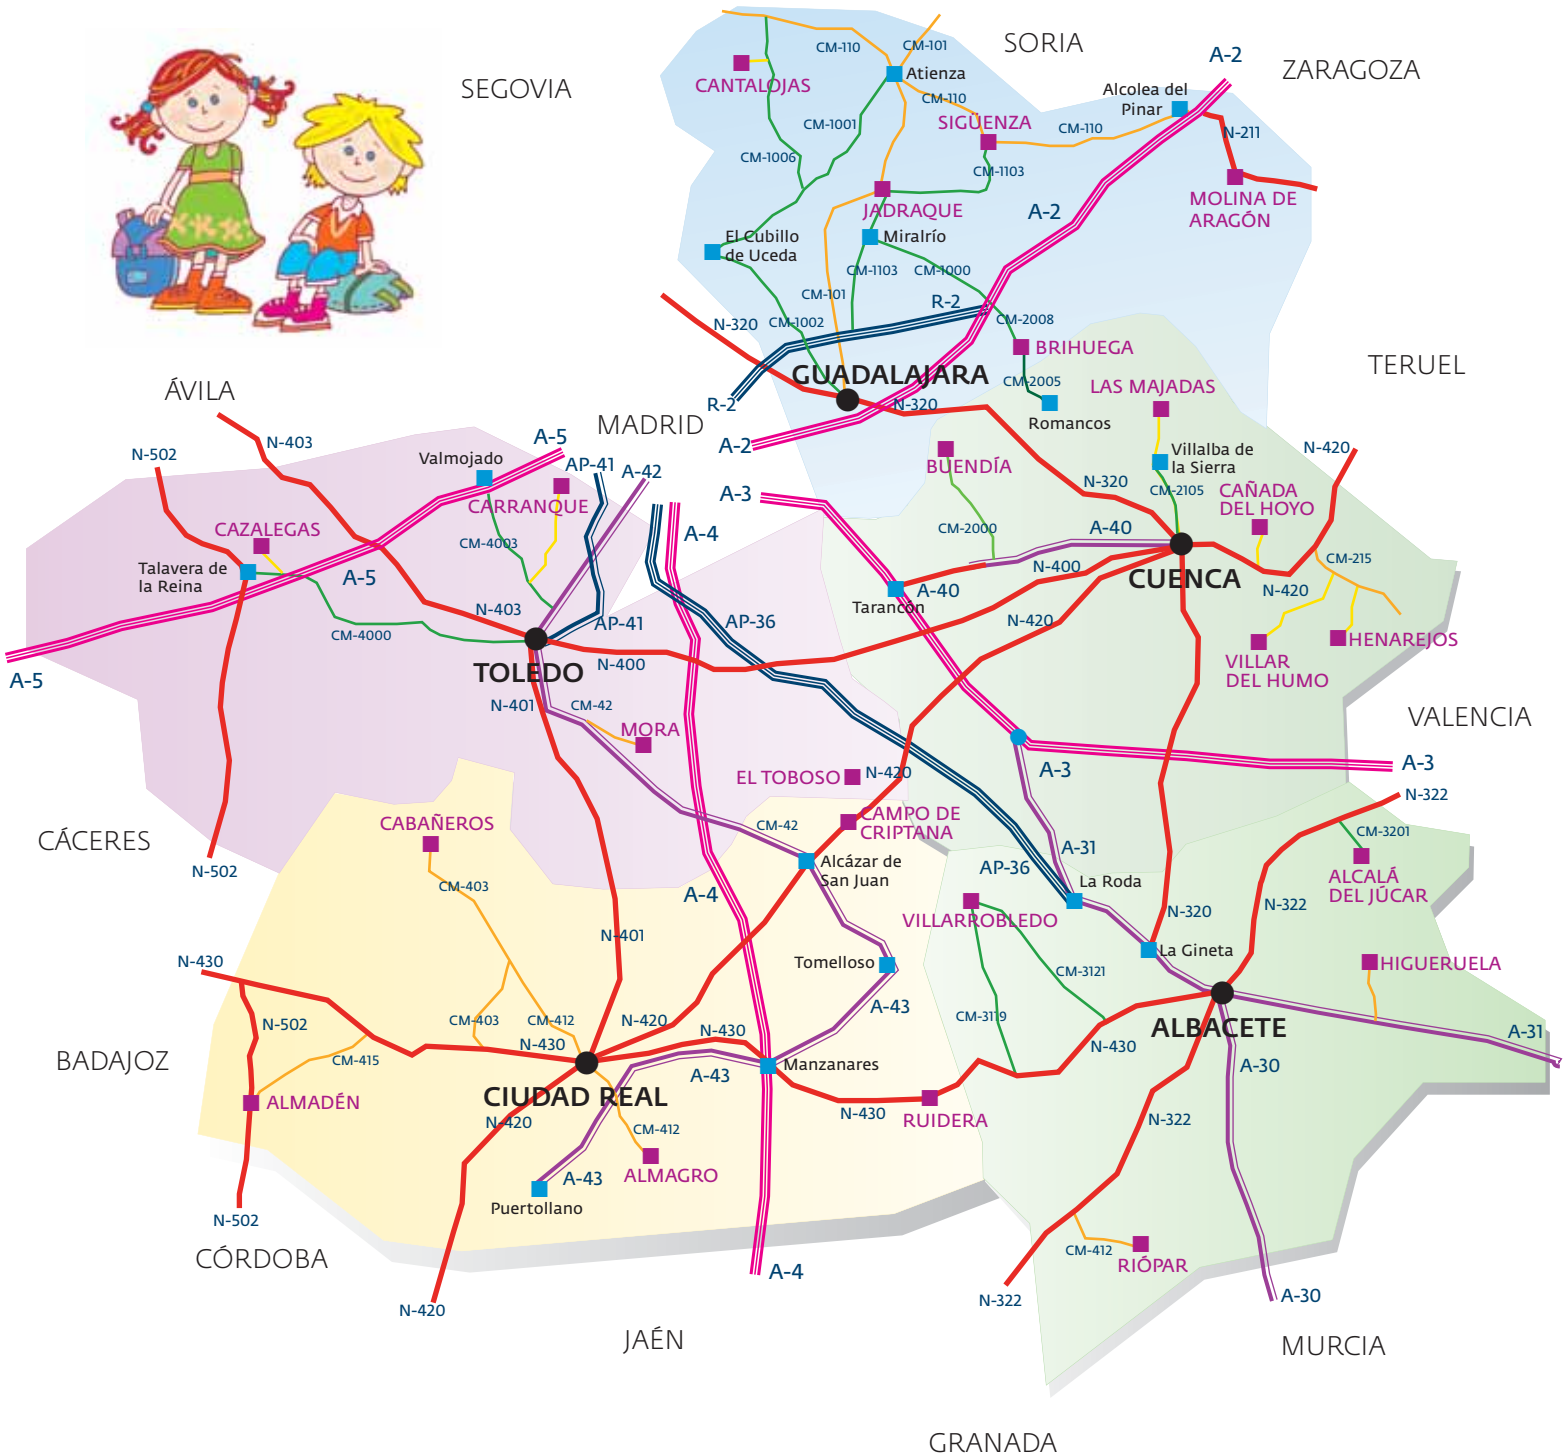 SORIA
A-2
ZARAGOZA
SEGOVIA
CM-110
CM-101
Atienza
CANTALOJAS
CM-110
Alcolea del
Pinar
SIGÜENZA
CM-110
N-211
CM-1001
CM-1006
CM-1103
MOLINA DE
ARAGÓN
JADRAQUE
A-2
El Cubillo
de Uceda
Miralrío
CM-1103
CM-1000
CM-101
R-2
N-320
CM-1002
CM-2008
BRIHUEGA
TERUEL
GUADALAJARA
CM-2005
LAS MAJADAS
ÁVILA
R-2
N-320
Romancos
MADRID
A-2
N-403
N-502
A-5
Valmojado
AP-41
A-42
BUENDÍA
Villalba de
la Sierra
N-420
N-320
CM-2105
CAÑADA
DEL HOYO
A-3
CARRANQUE
CAZALEGAS
A-4
CM-2000
A-40
CM-4003
Talavera de
la Reina
A-5
N-400
CUENCA
CM-215
A-40
Tarancón
N-420
N-403
AP-41
AP-36
N-420
CM-4000
N-400
HENAREJOS
VILLAR
DEL HUMO
TOLEDO
A-5
N-401
CM-42
MORA
VALENCIA
A-3
A-3
EL TOBOSO
N-420
N-322
CABAÑEROS
CM-42
CAMPO DE
CRIPTANA
CM-3201
CÁCERES
A-31
N-502
Alcázar de
San Juan
AP-36
ALCALÁ
DEL JÚCAR
La Roda
CM-403
A-4
VILLARROBLEDO
N-320
N-322
N-401
La Gineta
N-430
Tomelloso
CM-3121
HIGUERUELA
A-43
N-502
CM-403
CM-412
N-420
N-430
CM-3119
ALBACETE
A-31
N-430
N-430
BADAJOZ
CM-415
A-43
Manzanares
A-30
CIUDAD REAL
ALMADÉN
N-420
N-430
RUIDERA
N-322
CM-412
A-43
ALMAGRO
Puertollano
N-502
CÓRDOBA
CM-412
RIÓPAR
A-4
N-420
N-322
A-30
JAÉN
MURCIA
GRANADA